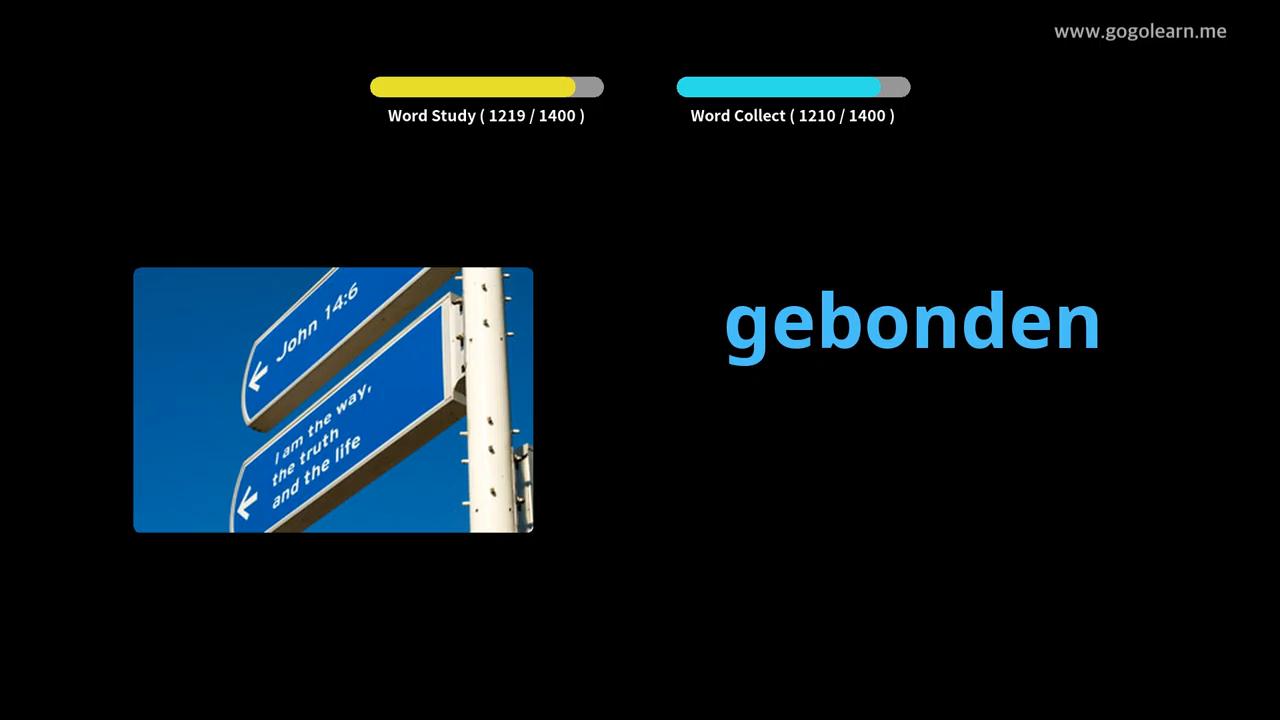 www.gogolearn.me
Word Study ( 1219 / 1400 )
Word Collect ( 1210 / 1400 )
John 14:6
I am the way,
the truth
and the life
gebonden